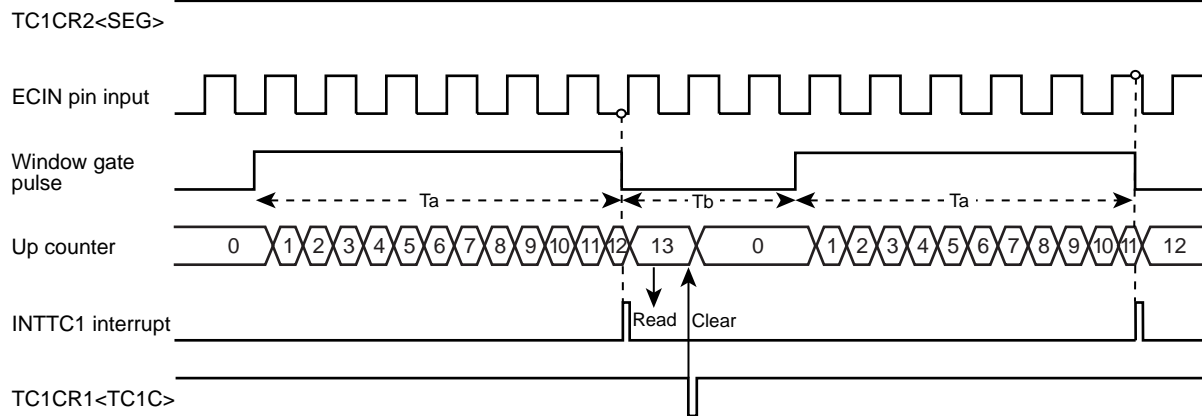 TC1CR2<SEG>
ECIN pin input
Window gate
pulse
Ta Tb Ta
Up counter 0 1 2 3 4 5 6 7 8 9 10 11 12 13 0 1 2 3 4 5 6 7 8 9 10 11 12
INTTC1 interrupt Read Clear
TC1CR1<TC1C>